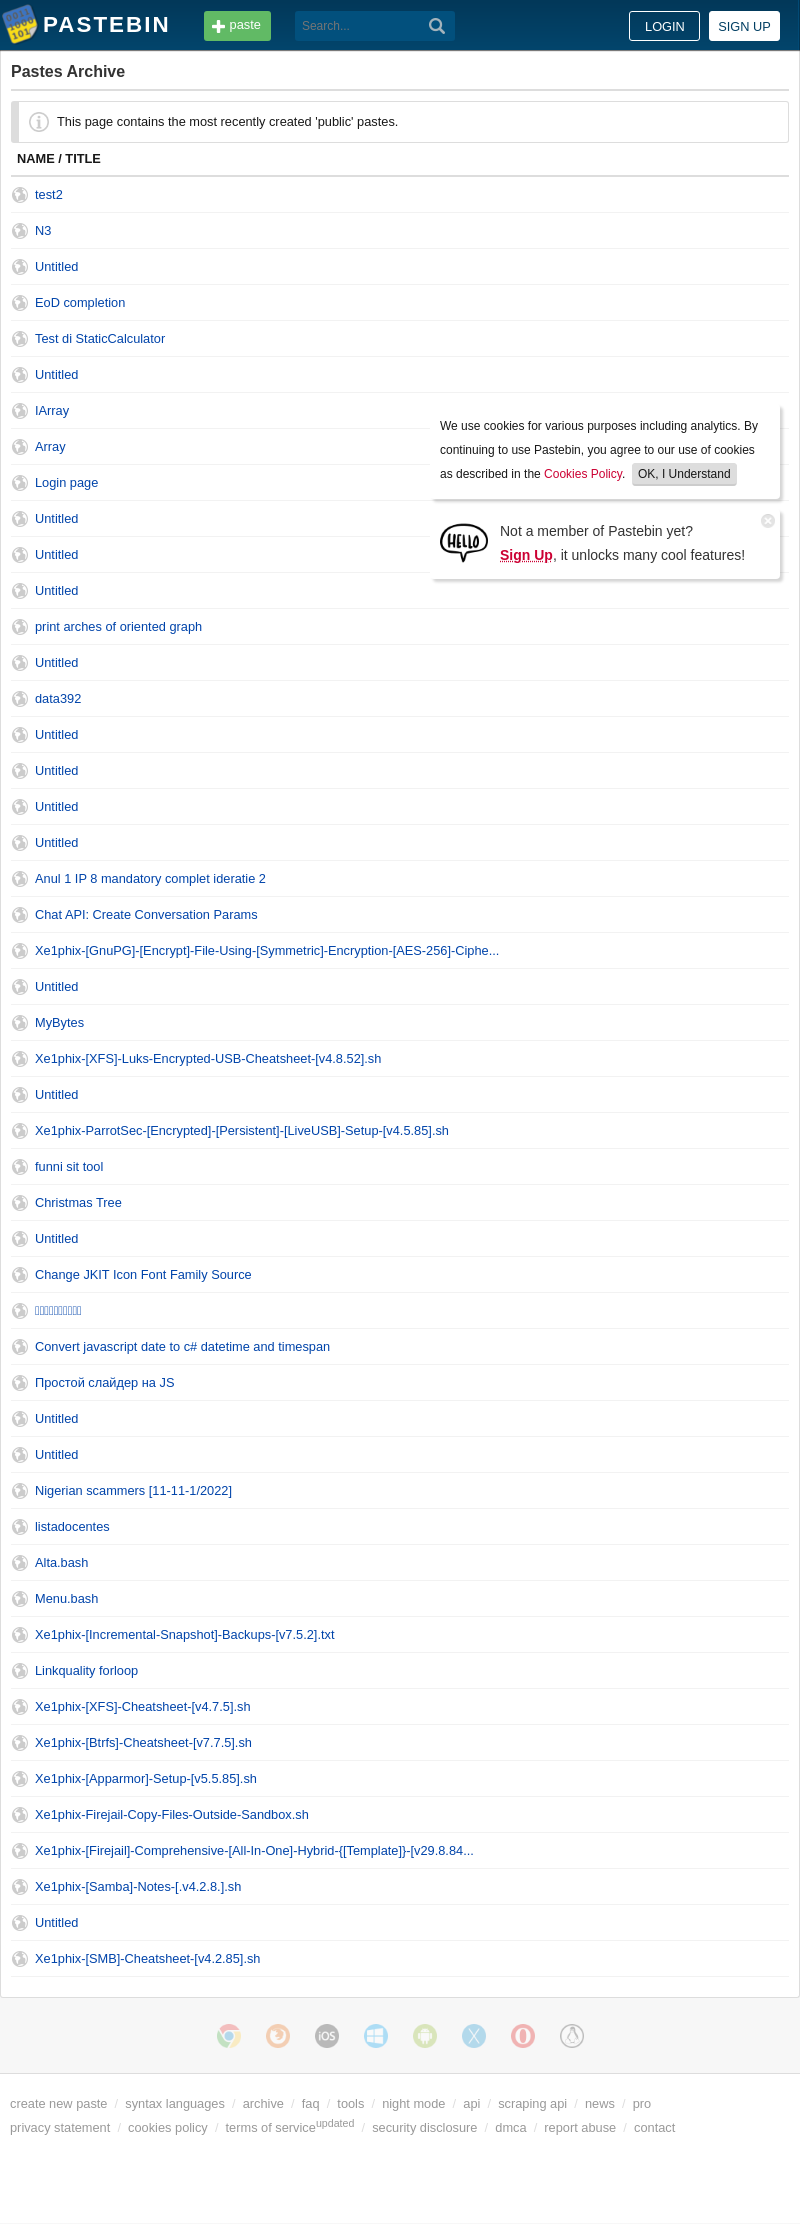 PASTEBIN
paste
Search...
LOGIN
SIGN UP
Pastes Archive
This page contains the most recently created 'public' pastes.
NAME / TITLE
test2
N3
Untitled
EoD completion
Test di StaticCalculator
Untitled
IArray
Array
Login page
Untitled
Untitled
Untitled
We use cookies for various purposes including analytics. By
continuing to use Pastebin, you agree to our use of cookies
as described in the Cookies Policy. OK, I Understand
HELLO
Not a member of Pastebin yet?
Sign Up, it unlocks many cool features!
print arches of oriented graph
Untitled
data392
Untitled
Untitled
Untitled
Untitled
Anul 1 IP 8 mandatory complet ideratie 2
Chat API: Create Conversation Params
Xe1phix-[GnuPG]-[Encrypt]-File-Using-[Symmetric]-Encryption-[AES-256]-Ciphe...
Untitled
MyBytes
Xe1phix-[XFS]-Luks-Encrypted-USB-Cheatsheet-[v4.8.52].sh
Untitled
Xe1phix-ParrotSec-[Encrypted]-[Persistent]-[LiveUSB]-Setup-[v4.5.85].sh
funni sit tool
Christmas Tree
Untitled
Change JKIT Icon Font Family Source
Convert javascript date to c# datetime and timespan
Простой слайдер на JS
Untitled
Untitled
Nigerian scammers [11-11-1/2022]
listadocentes
Alta.bash
Menu.bash
Xe1phix-[Incremental-Snapshot]-Backups-[v7.5.2].txt
Linkquality forloop
Xe1phix-[XFS]-Cheatsheet-[v4.7.5].sh
Xe1phix-[Btrfs]-Cheatsheet-[v7.7.5].sh
Xe1phix-[Apparmor]-Setup-[v5.5.85].sh
Xe1phix-Firejail-Copy-Files-Outside-Sandbox.sh
Xe1phix-[Firejail]-Comprehensive-[All-In-One]-Hybrid-{[Template]}-[v29.8.84...
Xe1phix-[Samba]-Notes-[.v4.2.8.].sh
Untitled
Xe1phix-[SMB]-Cheatsheet-[v4.2.85].sh
iOS
create new paste / syntax languages / archive / faq / tools / night mode / api / scraping api / news / pro
privacy statement / cookies policy / terms of service updated / security disclosure / dmca / report abuse / contact